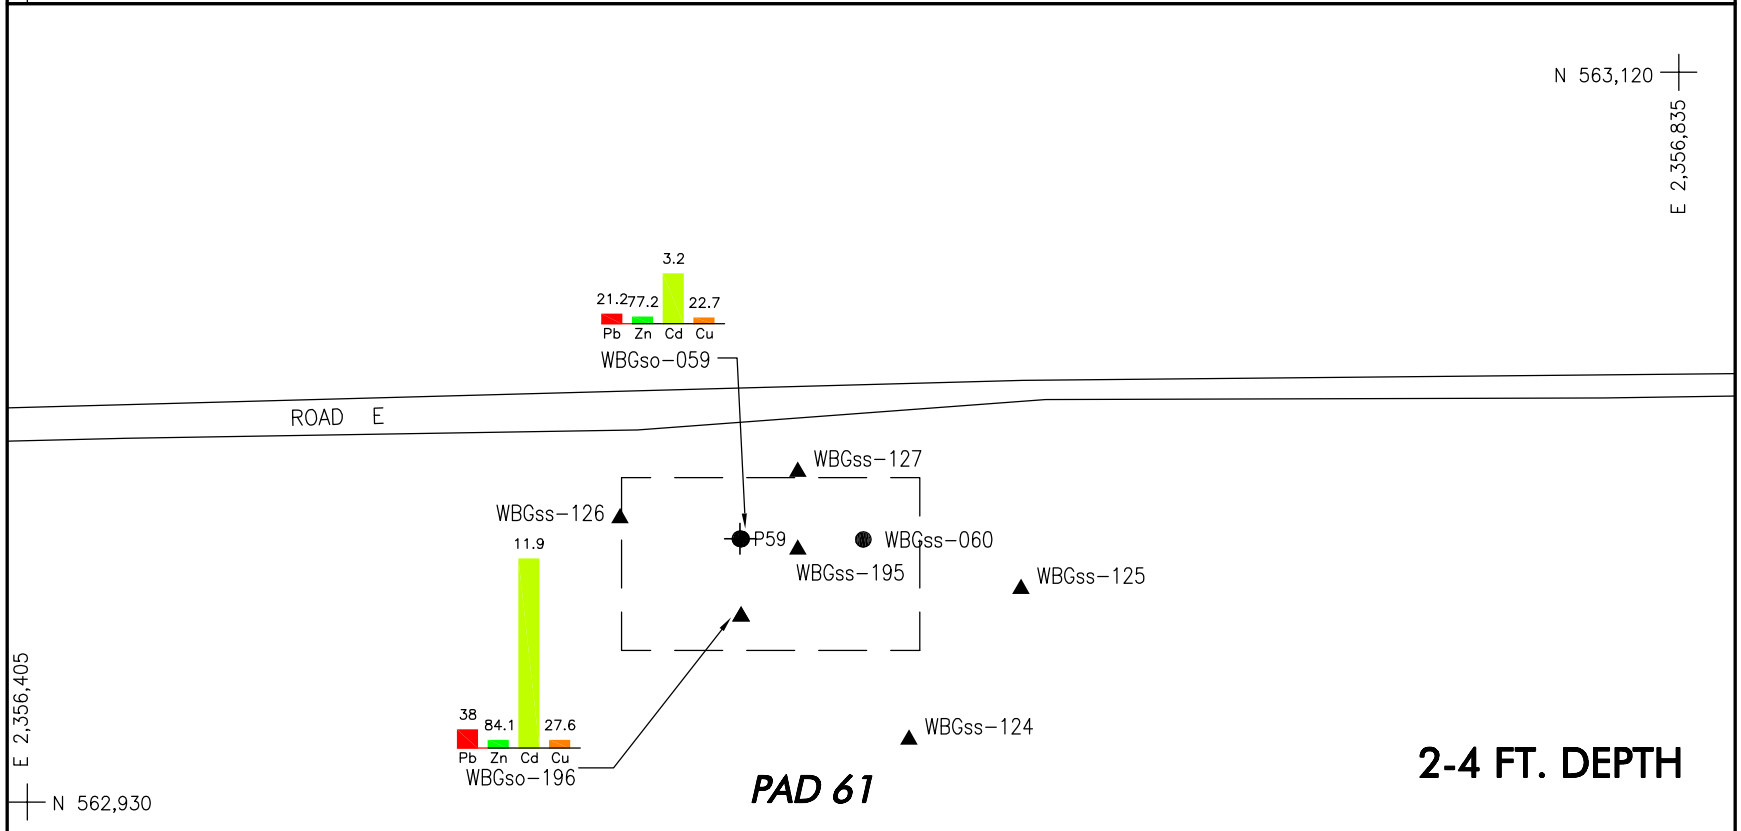 N 563,120
E 2,356,835
3.2
21.2 77.2 22.7
Pb Zn Cd Cu
WBGso-059
ROAD E
WBGss-127
WBGss-126
P59
WBGss-060
WBGss-195
WBGss-125
11.9
38 84.1 27.6
Pb Zn Cd Cu
WBGso-196
WBGss-124
PAD 61
2-4 FT. DEPTH
E 2,356,405
N 562,930